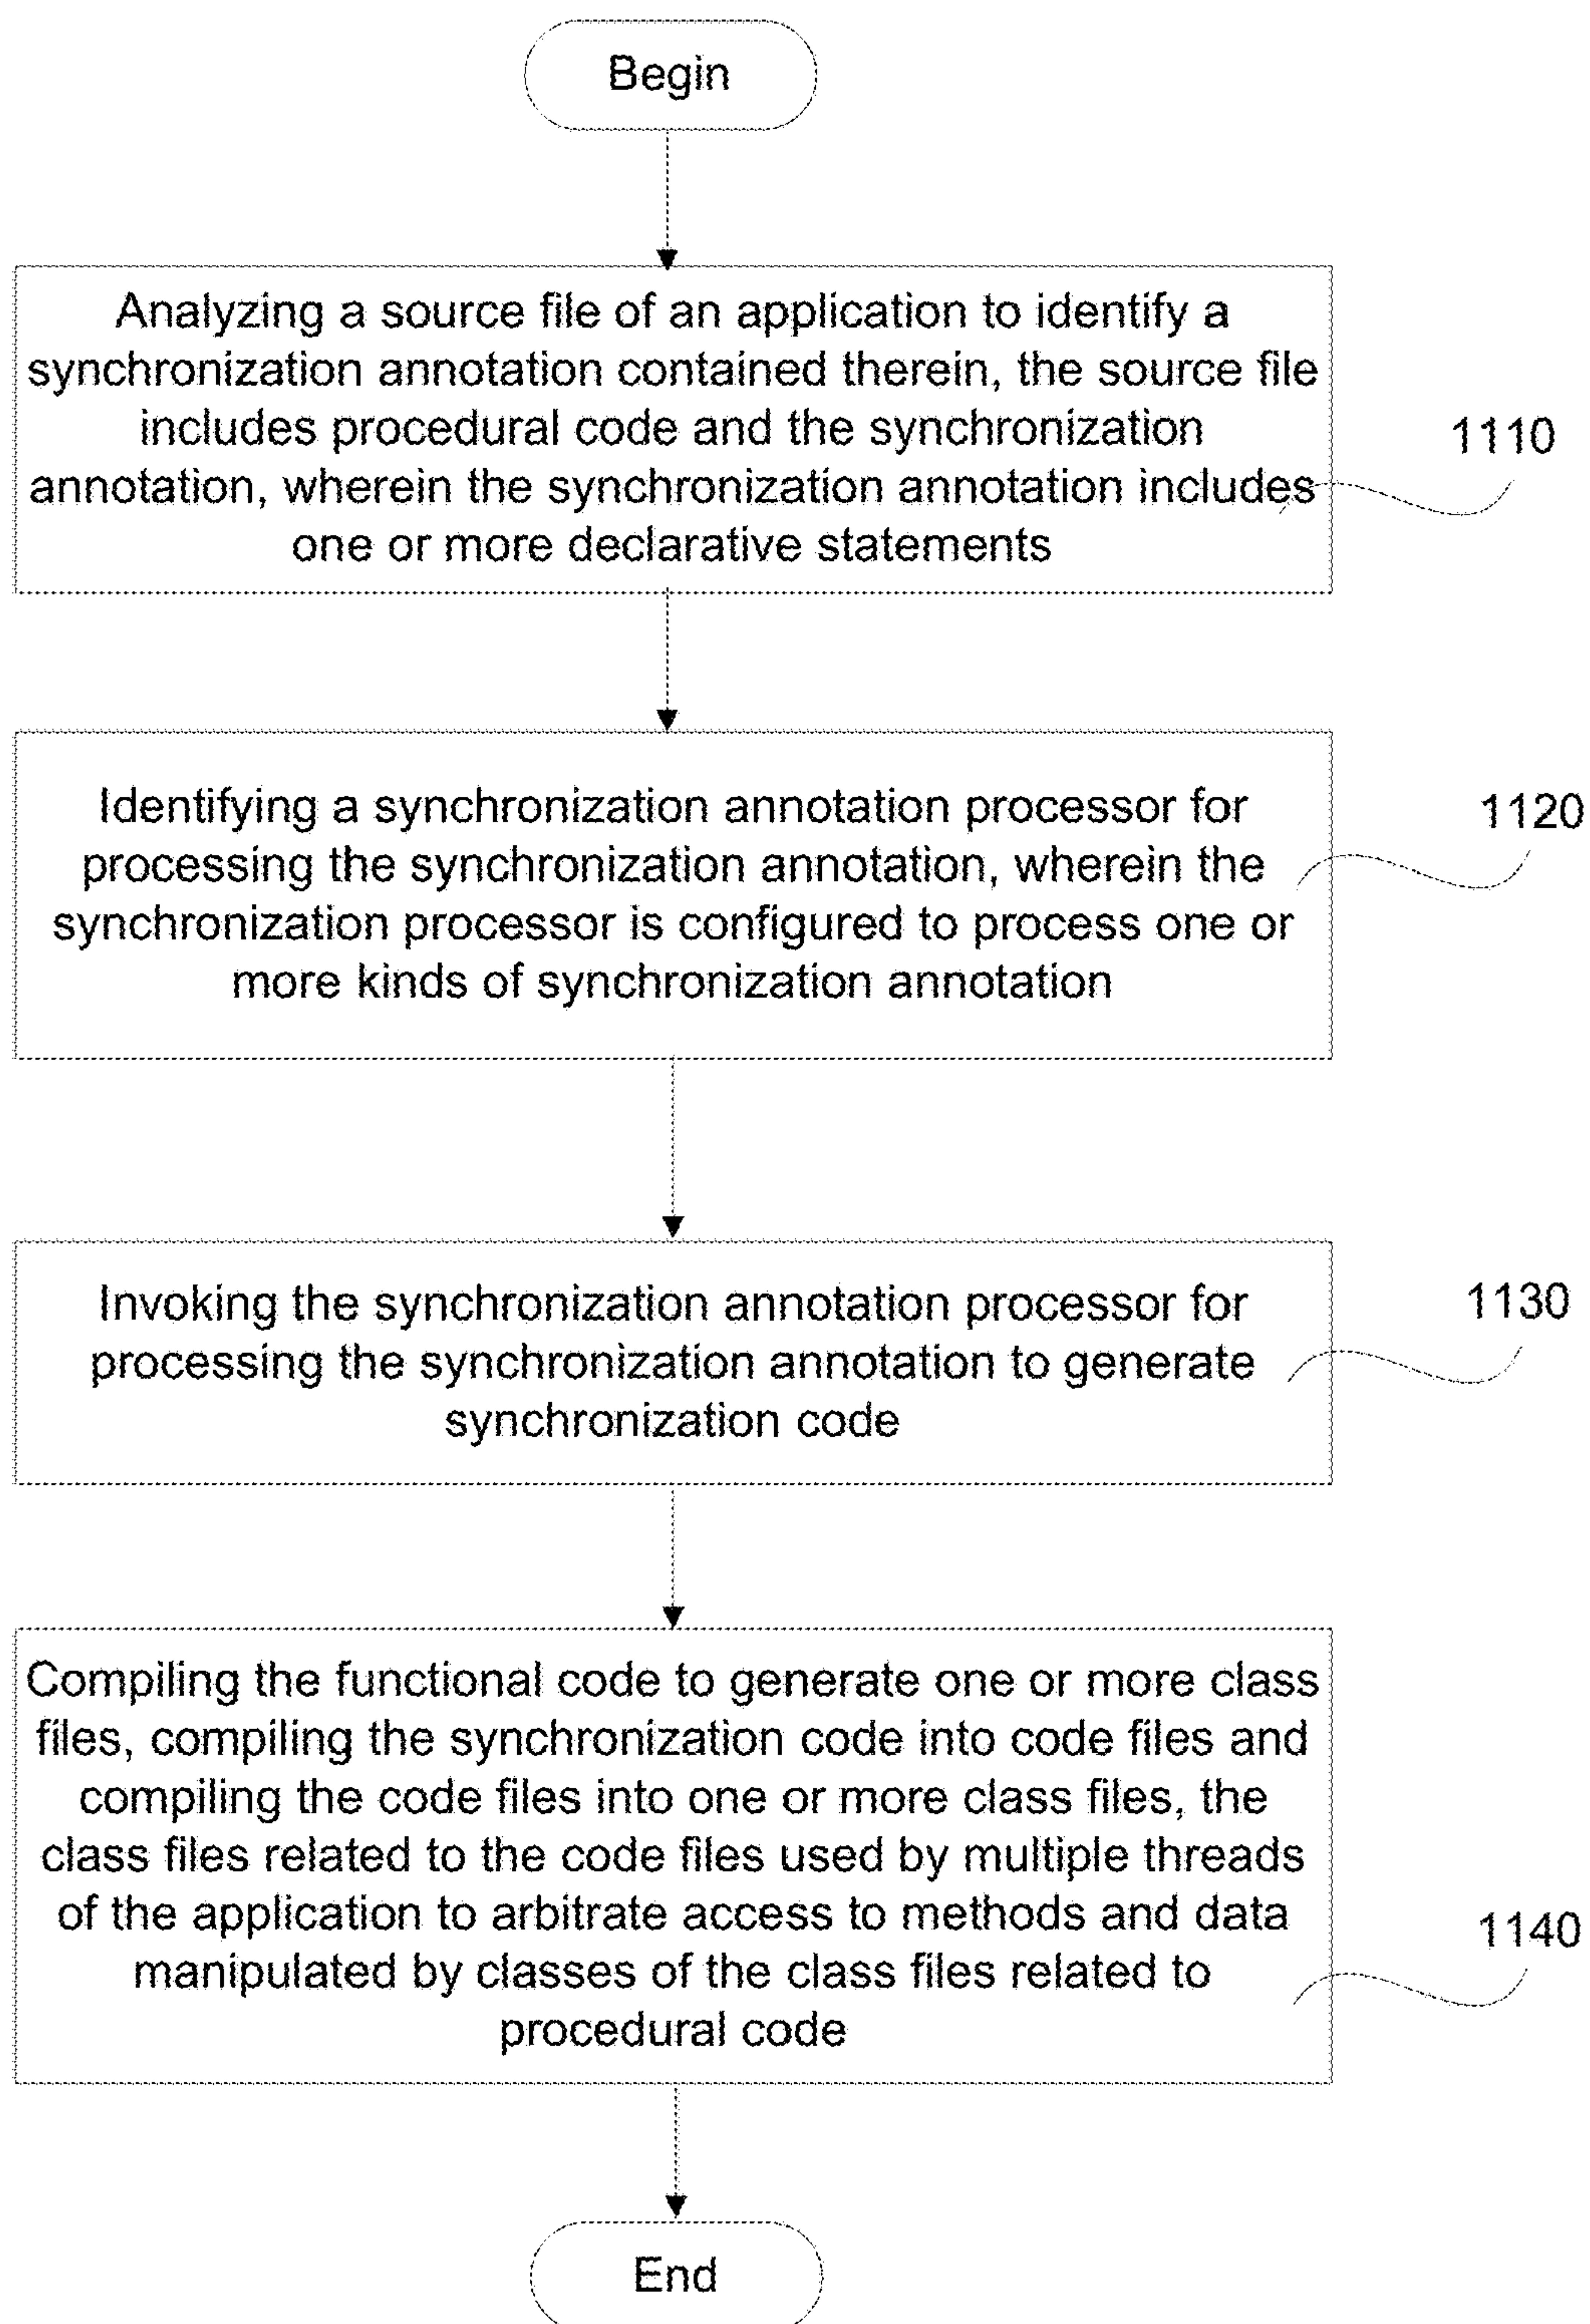 Begin
Analyzing a source file of an application to identify a
synchronization annotation contained therein, the source file
includes procedural code and the synchronization
annotation, wherein the synchronization annotation includes
one or more declarative statements
1110
Identifying a synchronization annotation processor for
processing the synchronization annotation, wherein the
synchronization processor is configured to process one or
more kinds of synchronization annotation
1120
Invoking the synchronization annotation processor for
processing the synchronization annotation to generate
synchronization code
1130
Compiling the functional code to generate one or more class
files, compiling the synchronization code into code files and
compiling the code files into one or more class files, the
class files related to the code files used by multiple threads
of the application to arbitrate access to methods and data
manipulated by classes of the class files related to
procedural code
1140
End